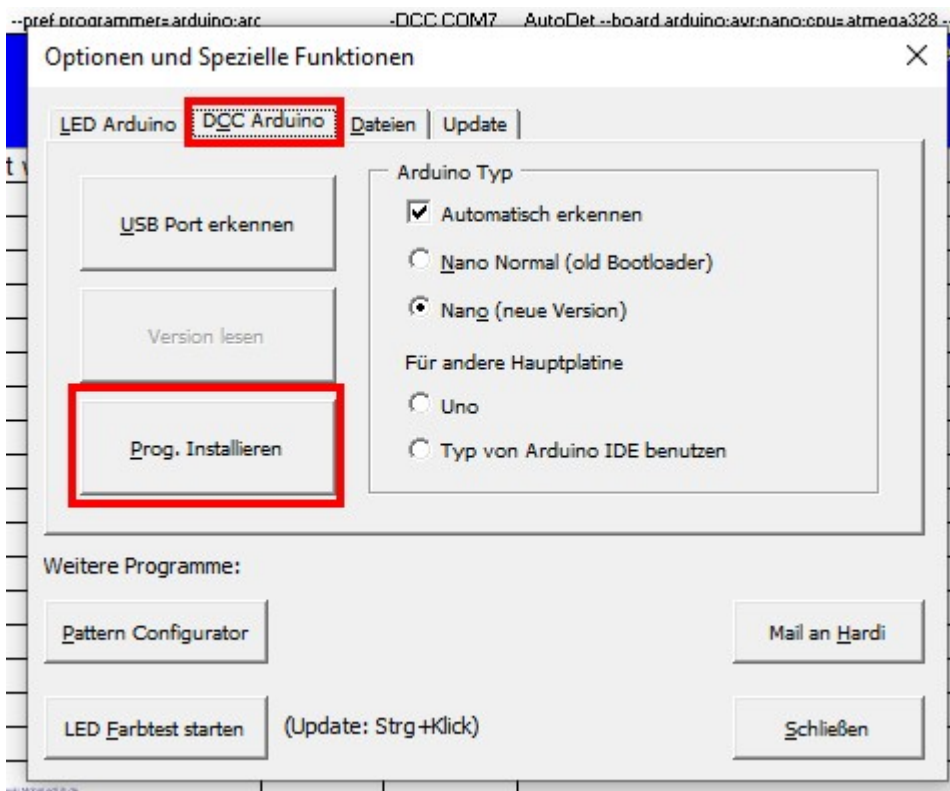 --pref programmer=arduino:arc -DCC COM7 AutoDet --board arduino:avr:nano:cpu=atmega328 -
Optionen und Spezielle Funktionen
LED Arduino
DCC Arduino
Dateien
Update
USB Port erkennen
Version lesen
Prog. Installieren
Arduino Typ
Automatisch erkennen
Nano Normal (old Bootloader)
Nano (neue Version)
Für andere Hauptplatine
Uno
Typ von Arduino IDE benutzen
Weitere Programme:
Pattern Configurator
Mail an Hardi
LED Farbtest starten
(Update: Strg+Klick)
Schließen